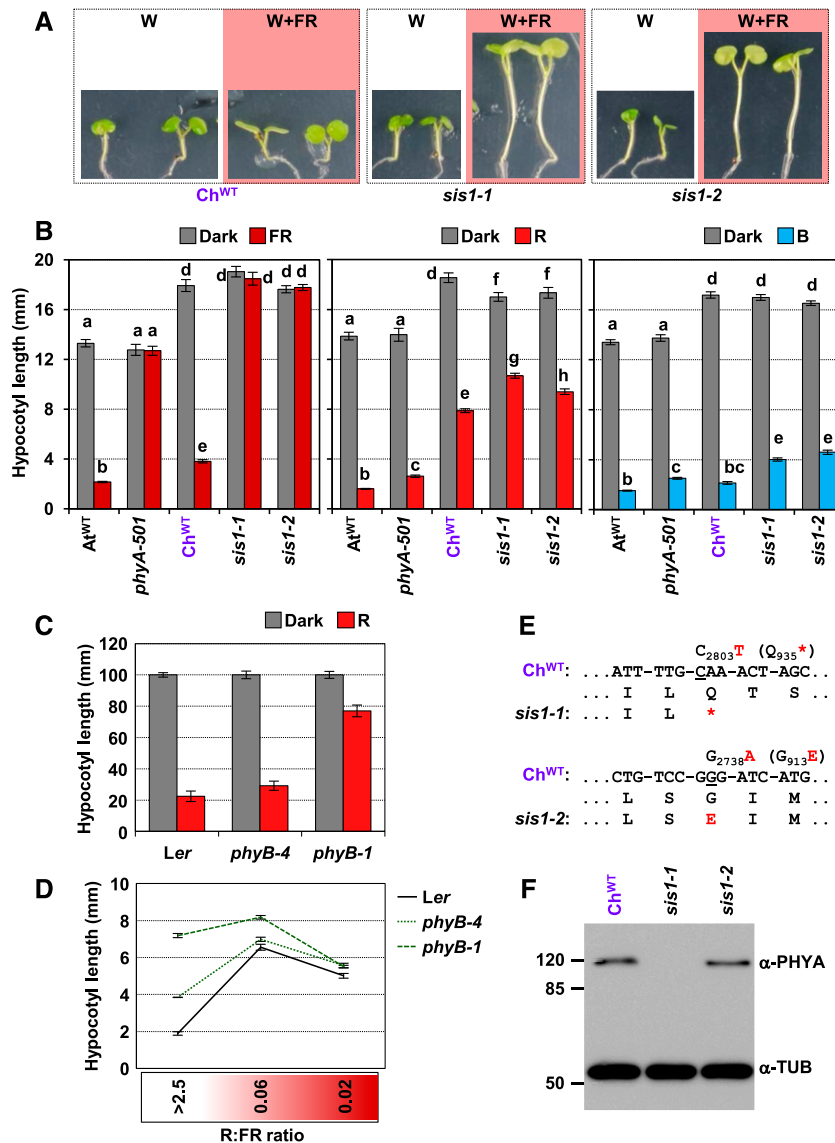 A
W W+FR W W+FR W W+FR
Ch^WT sis1-1 sis1-2
B
Dark FR Dark R Dark B
Hypocotyl length (mm)
20
16
12
8
4
0
a b a a d e d d d d
a b a c d e f g f h
a b a c d bc d e d e
At^WT phyA-501 Ch^WT sis1-1 sis1-2
At^WT phyA-501 Ch^WT sis1-1 sis1-2
At^WT phyA-501 Ch^WT sis1-1 sis1-2
C
Dark R
Hypocotyl length (mm)
120
100
80
60
40
20
0
Ler phyB-4 phyB-1
D
Hypocotyl length (mm)
10
8
6
4
2
0
Ler
phyB-4
phyB-1
>2.5 0.06 0.02
R:FR ratio
E
C2803T (Q935*)
Ch^WT: ...ATT-TTG-CAA-ACT-AGC..
... I L Q T S
sis1-1: ... I L *
G2738A (G913E)
Ch^WT: ...CTG-TCC-GGG-ATC-ATG..
... L S G I M ...
sis1-2: ... L S E I M ...
F
Ch^WT sis1-1 sis1-2
120
85
50
α-PHYA
α-TUB